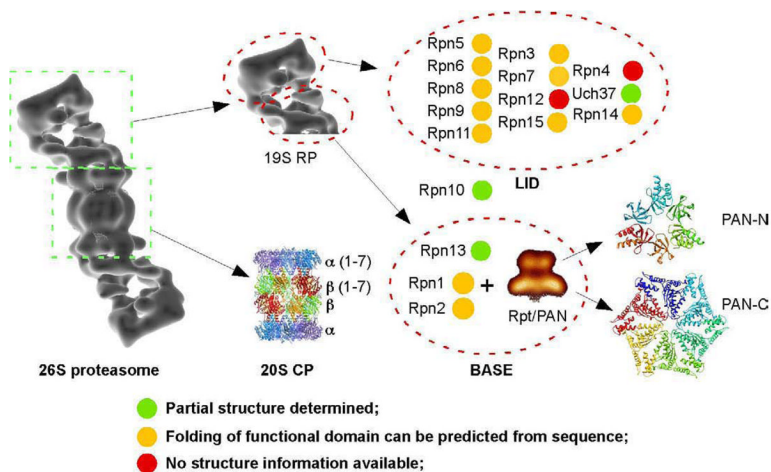 Rpn5
Rpn6
Rpn8
Rpn9
Rpn11
Rpn3
Rpn7
Rpn12
Rpn15
Rpn4
Uch37
Rpn14
LID
19S RP
Rpn10
Rpn13
Rpn1
Rpn2
+
Rpt/PAN
BASE
PAN-N
PAN-C
α (1-7)
β (1-7)
β
α
26S proteasome
20S CP
Partial structure determined;
Folding of functional domain can be predicted from sequence;
No structure information available;